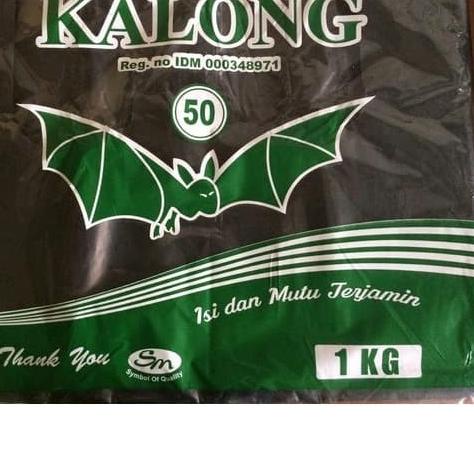 KALONG
Reg. no IDM 000348971
50
Isi dan Mutu Terjamin
Thank You
Sm
Symbol Of Quality
1 KG